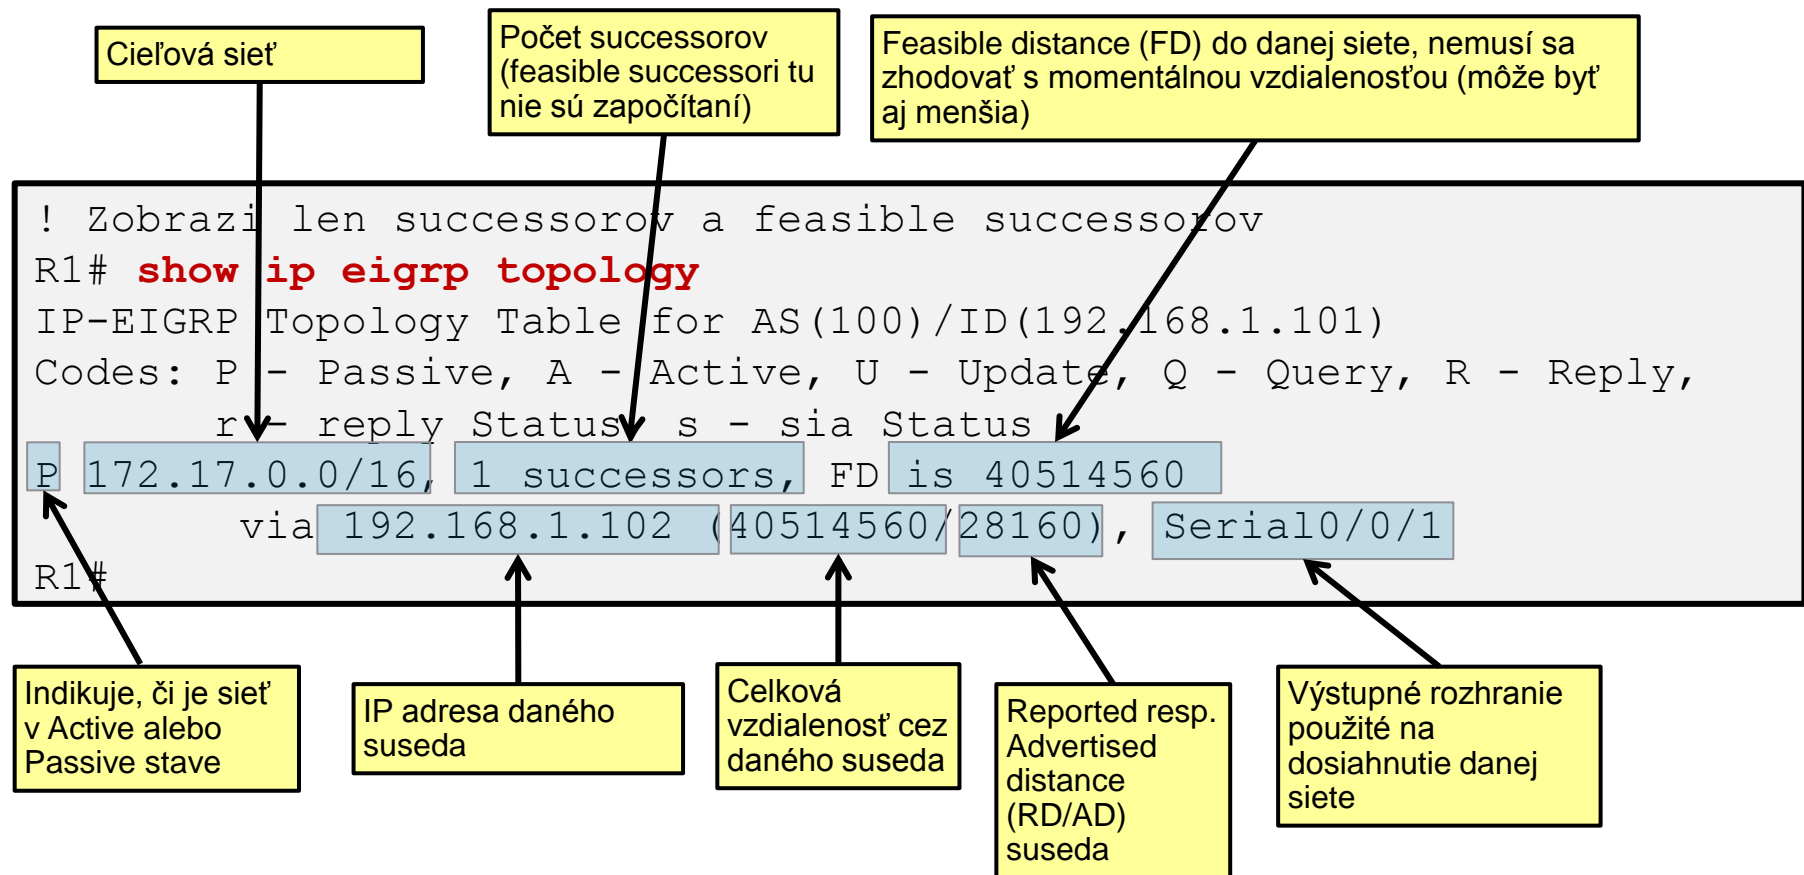 Cieľová sieť
Počet successorov
(feasible successori tu
nie sú započítaní)
Feasible distance (FD) do danej siete, nemusí sa
zhodovať s momentálnou vzdialenosťou (môže byť
aj menšia)
! Zobrazi len successorov a feasible successorov
R1# show ip eigrp topology
IP-EIGRP Topology Table for AS(100)/ID(192.168.1.101)
Codes: P - Passive, A - Active, U - Update, Q - Query, R - Reply,
r - reply Status, s - sia Status
P 172.17.0.0/16, 1 successors, FD is 40514560
via 192.168.1.102 (40514560/28160), Serial0/0/1
R1#
Indikuje, či je sieť
v Active alebo
Passive stave
IP adresa daného
suseda
Celková
vzdialenosť cez
daného suseda
Reported resp.
Advertised
distance
(RD/AD)
suseda
Výstupné rozhranie
použité na
dosiahnutie danej
siete